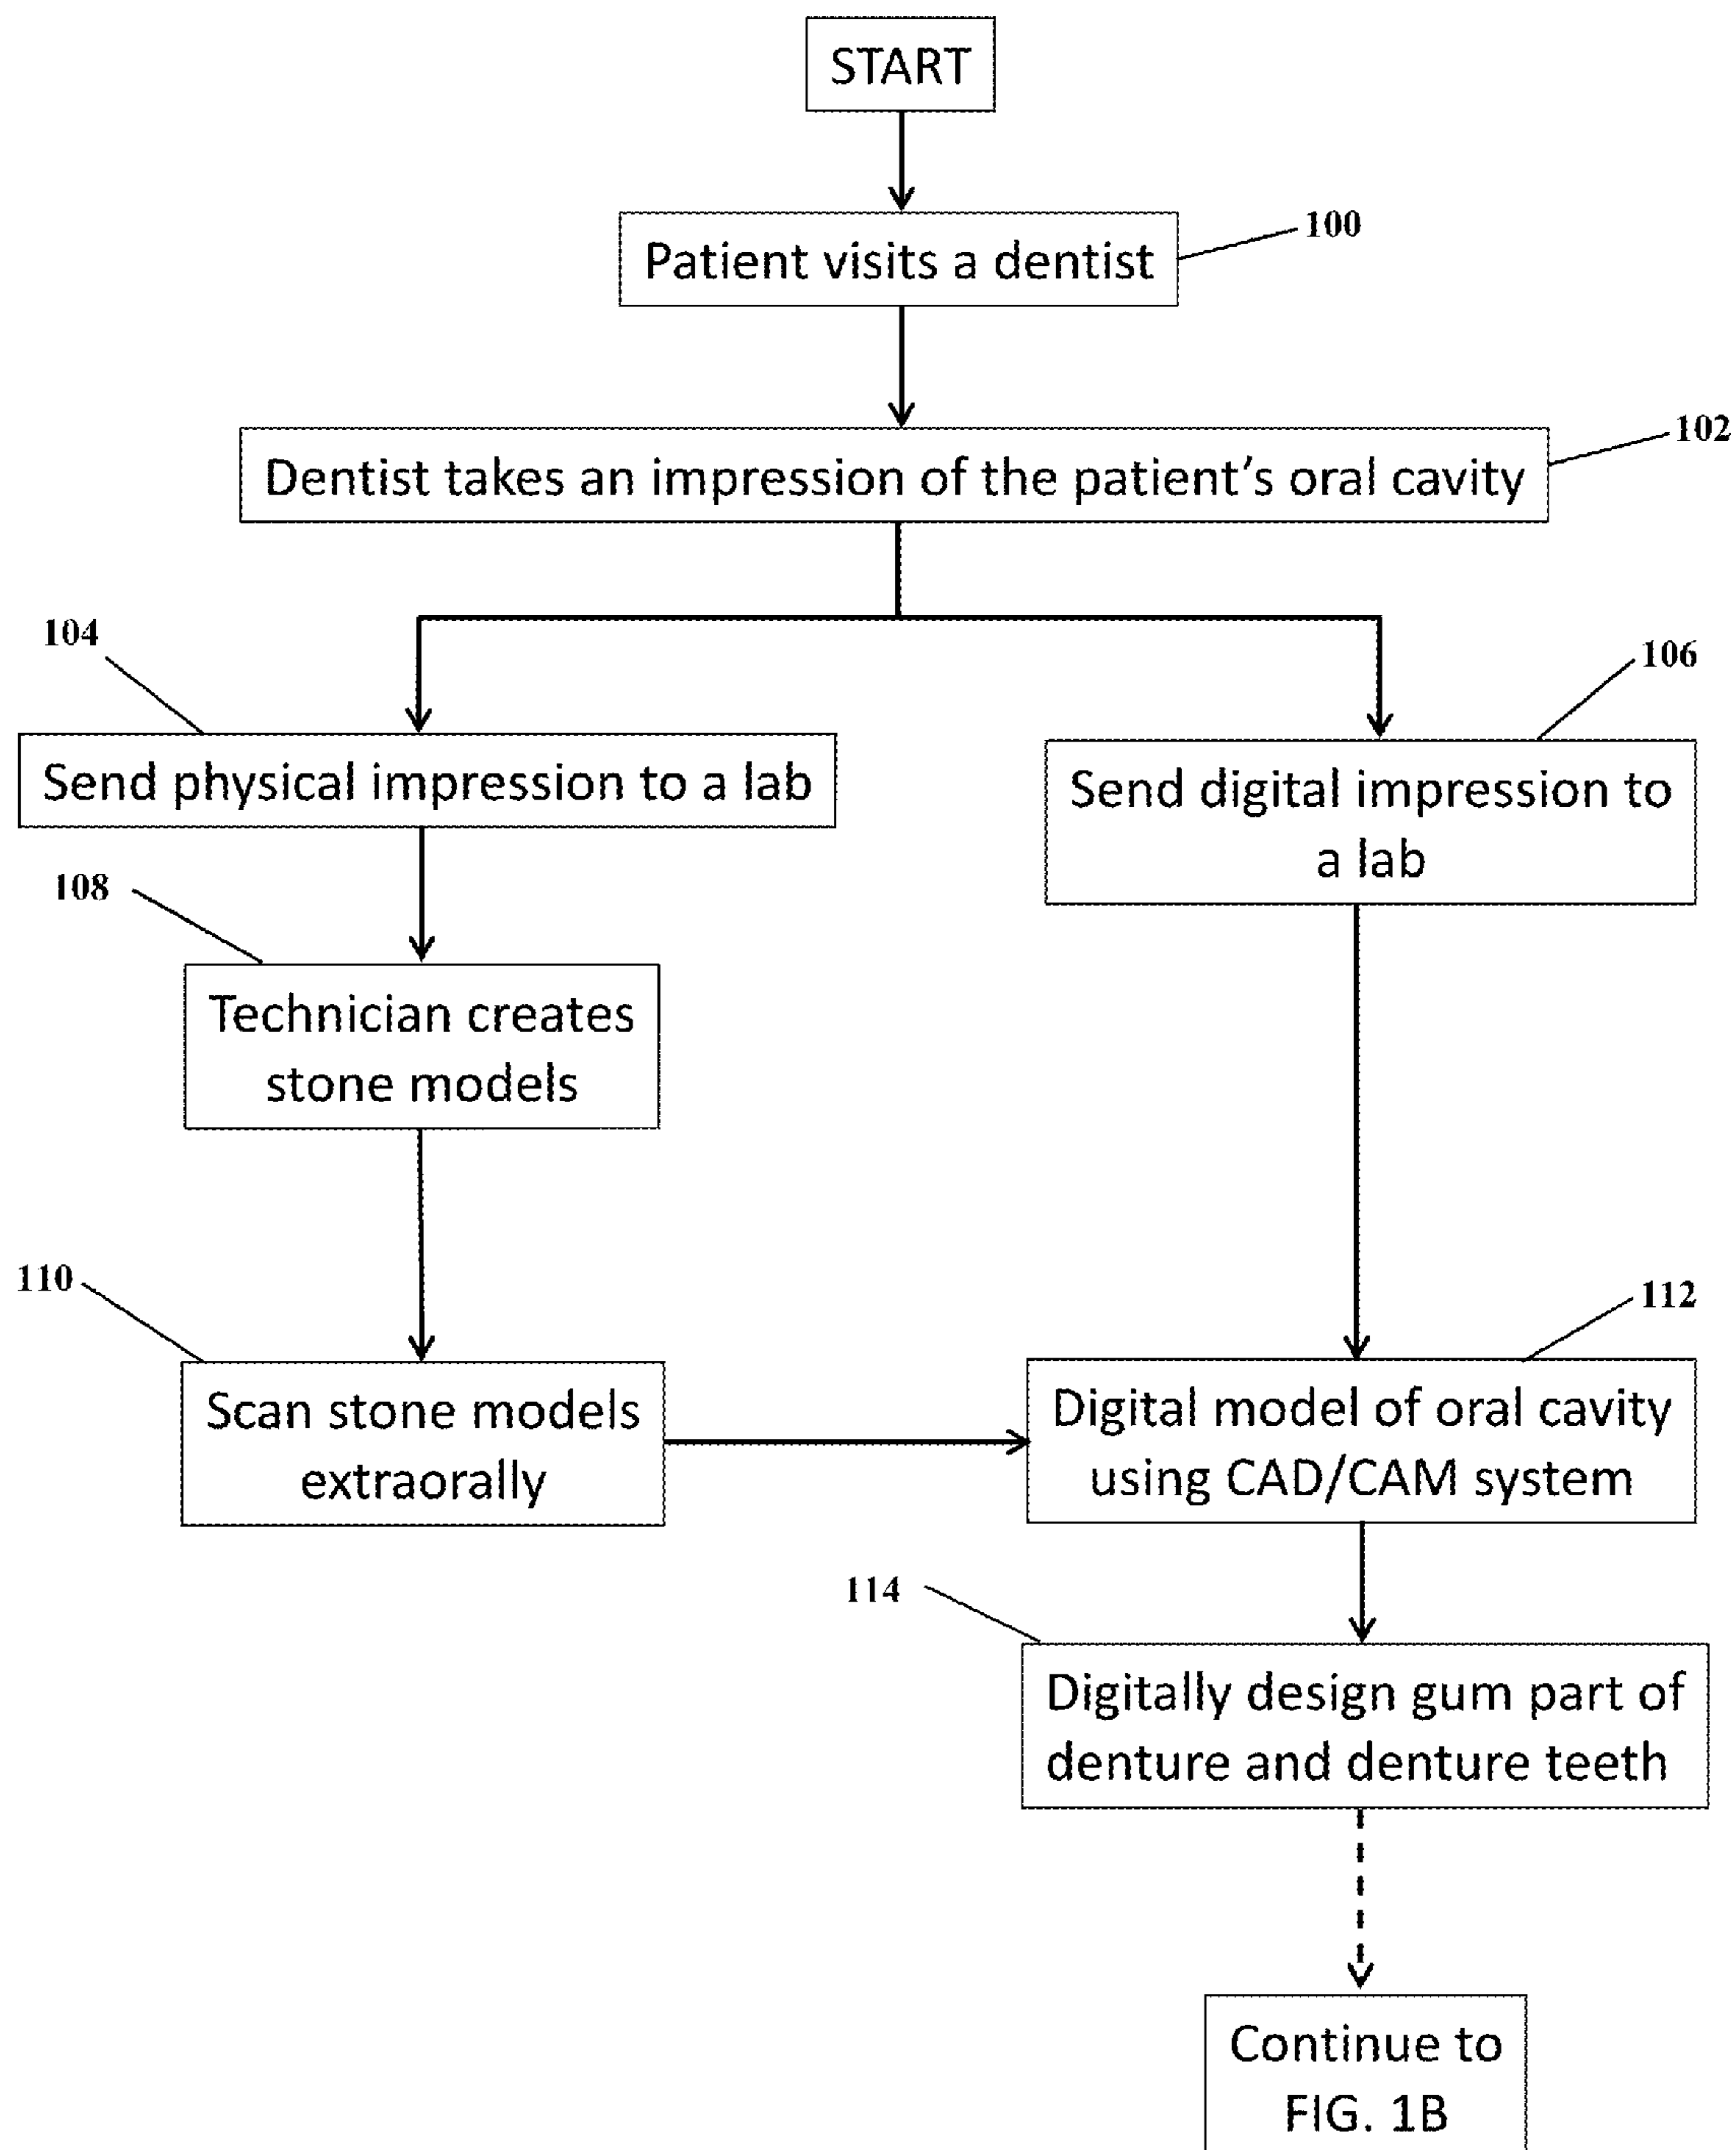 START
Patient visits a dentist
100
Dentist takes an impression of the patient's oral cavity
102
104
Send physical impression to a lab
106
Send digital impression to
a lab
108
Technician creates
stone models
110
Scan stone models
extraorally
112
Digital model of oral cavity
using CAD/CAM system
114
Digitally design gum part of
denture and denture teeth
Continue to
FIG. 1B